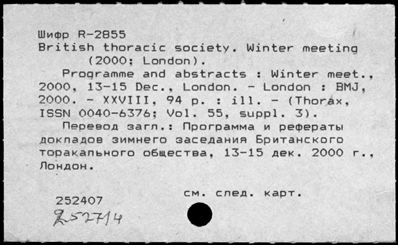 Шифр R-2855
British thoracic society. Winter meeting
(2000; London).
Programme and abstracts : Winter meet.,
2000, 13-15 Dec., London. - London : BMJ,
2000. - XXVIII, 94 p. : ill. - (Thorax,
ISSN 0040-6376; Vol. 55, suppl. 3).
Перевод загл.: Программа и рефераты
докладов зимнего заседания Британского
торакального общества, 13-15 дек. 2000 г.,
Лондон.
см. след. карт.
252407
252714